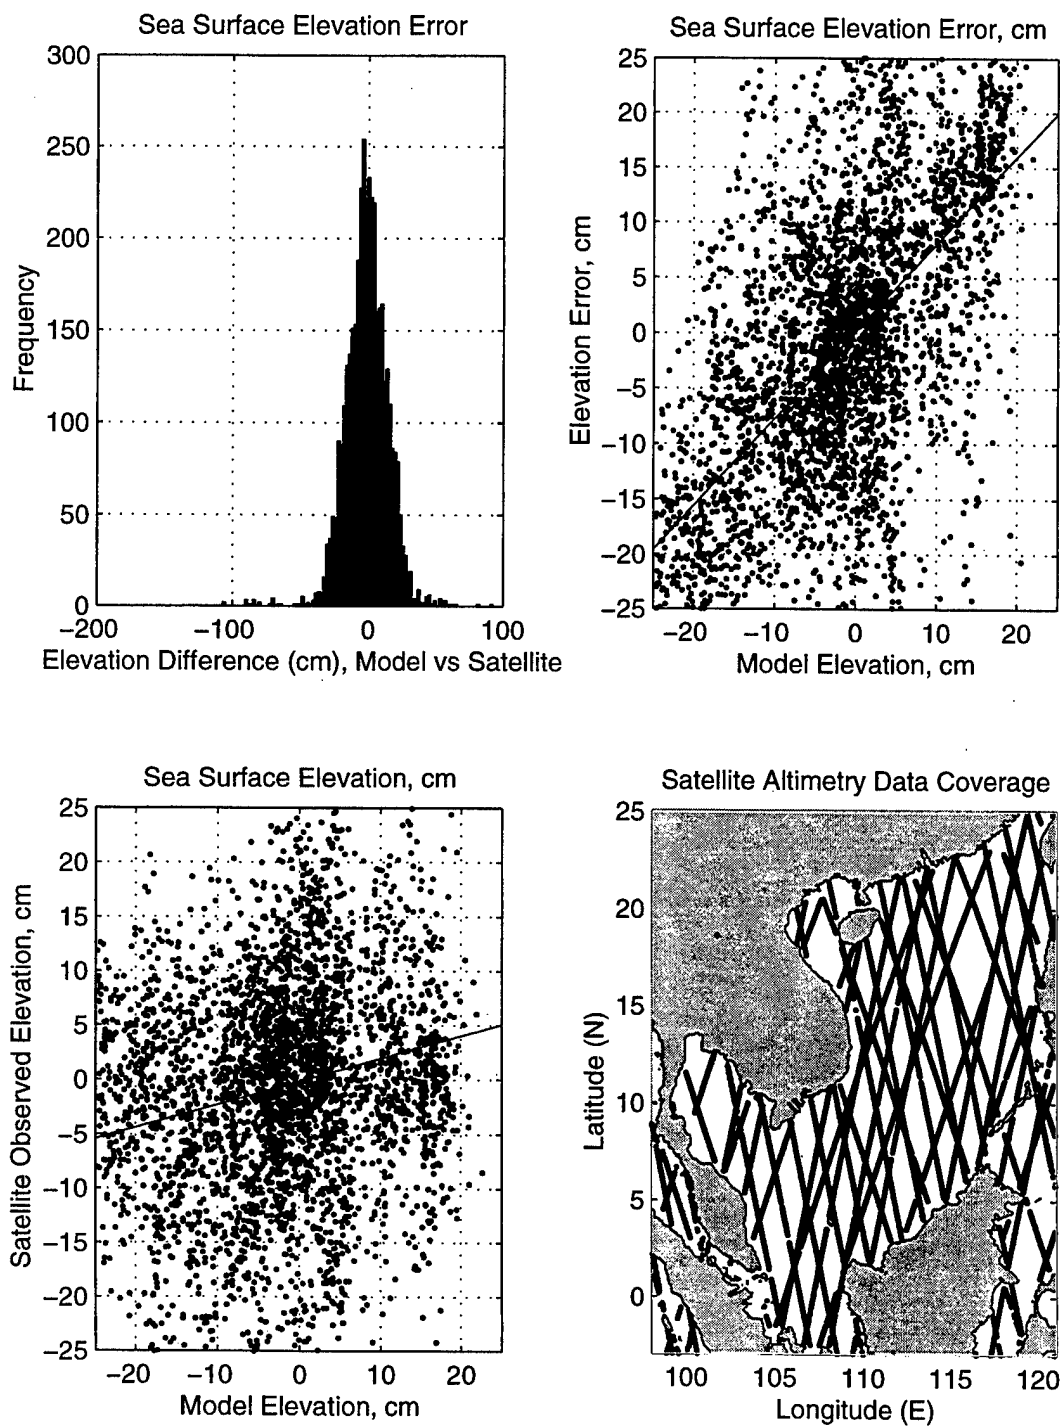 Sea Surface Elevation Error
300
250
200
150
100
50
0
Frequency
−200 −100 0 100
Elevation Difference (cm), Model vs Satellite
Sea Surface Elevation Error, cm
25
20
15
10
5
0
−5
−10
−15
−20
−25
Elevation Error, cm
−20 −10 0 10 20
Model Elevation, cm
Sea Surface Elevation, cm
25
20
15
10
5
0
−5
−10
−15
−20
−25
Satellite Observed Elevation, cm
−20 −10 0 10 20
Model Elevation, cm
Satellite Altimetry Data Coverage
25
20
15
10
5
0
Latitude (N)
100 105 110 115 120
Longitude (E)